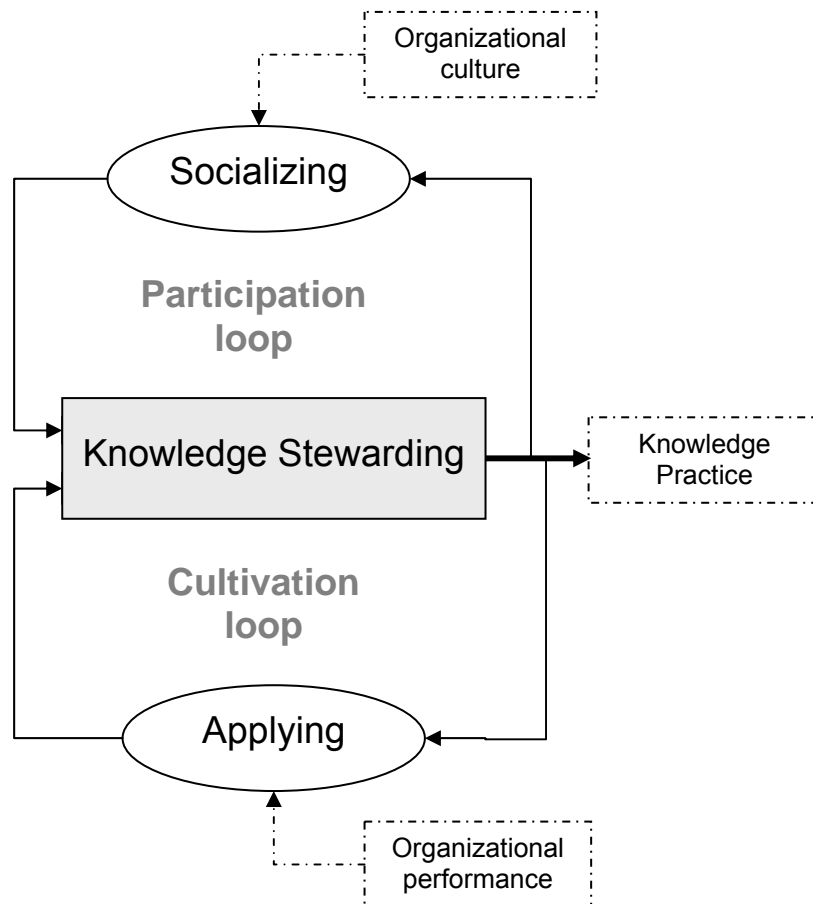 Organizational
culture
Socializing
Participation
loop
Knowledge Stewarding
Knowledge
Practice
Cultivation
loop
Applying
Organizational
performance